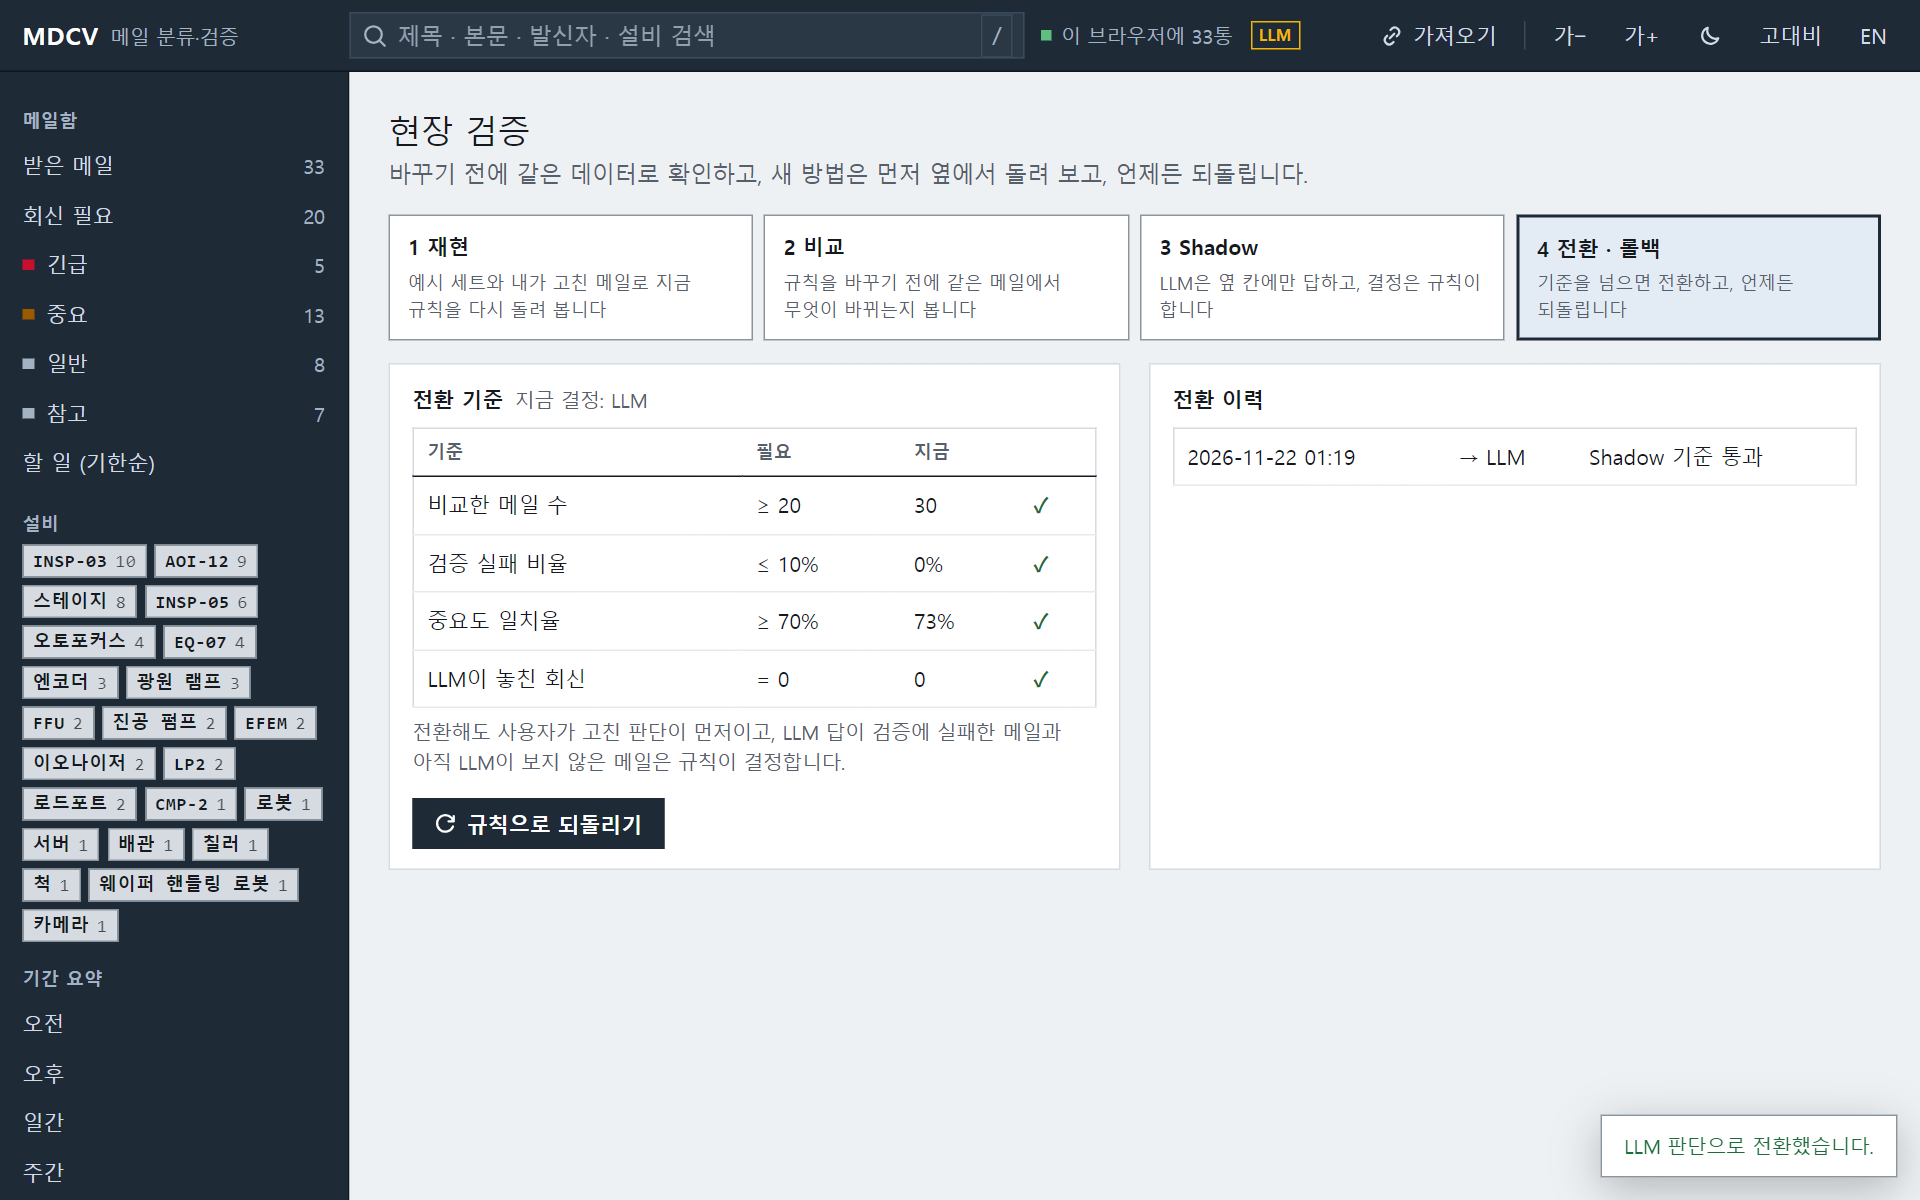 MDCV 메일 분류·검증
제목 · 본문 · 발신자 · 설비 검색 /
이 브라우저에 33통 LLM
가져오기 가− 가+ 고대비 EN
메일함
받은 메일 33
회신 필요 20
긴급 5
중요 13
일반 8
참고 7
할 일 (기한순)
설비
INSP-03 10 AOI-12 9
스테이지 8 INSP-05 6
오토포커스 4 EQ-07 4
엔코더 3 광원 램프 3
FFU 2 진공 펌프 2 EFEM 2
이오나이저 2 LP2 2
로드포트 2 CMP-2 1 로봇 1
서버 1 배관 1 칠러 1
척 1 웨이퍼 핸들링 로봇 1
카메라 1
기간 요약
오전
오후
일간
주간
현장 검증
바꾸기 전에 같은 데이터로 확인하고, 새 방법은 먼저 옆에서 돌려 보고, 언제든 되돌립니다.
1 재현
예시 세트와 내가 고친 메일로 지금
규칙을 다시 돌려 봅니다
2 비교
규칙을 바꾸기 전에 같은 메일에서
무엇이 바뀌는지 봅니다
3 Shadow
LLM은 옆 칸에만 답하고, 결정은 규칙이
합니다
4 전환 · 롤백
기준을 넘으면 전환하고, 언제든
되돌립니다
전환 기준 지금 결정: LLM
기준 필요 지금
비교한 메일 수 ≥ 20 30 ✓
검증 실패 비율 ≤ 10% 0% ✓
중요도 일치율 ≥ 70% 73% ✓
LLM이 놓친 회신 = 0 0 ✓
전환해도 사용자가 고친 판단이 먼저이고, LLM 답이 검증에 실패한 메일과
아직 LLM이 보지 않은 메일은 규칙이 결정합니다.
규칙으로 되돌리기
전환 이력
2026-11-22 01:19 → LLM Shadow 기준 통과
LLM 판단으로 전환했습니다.